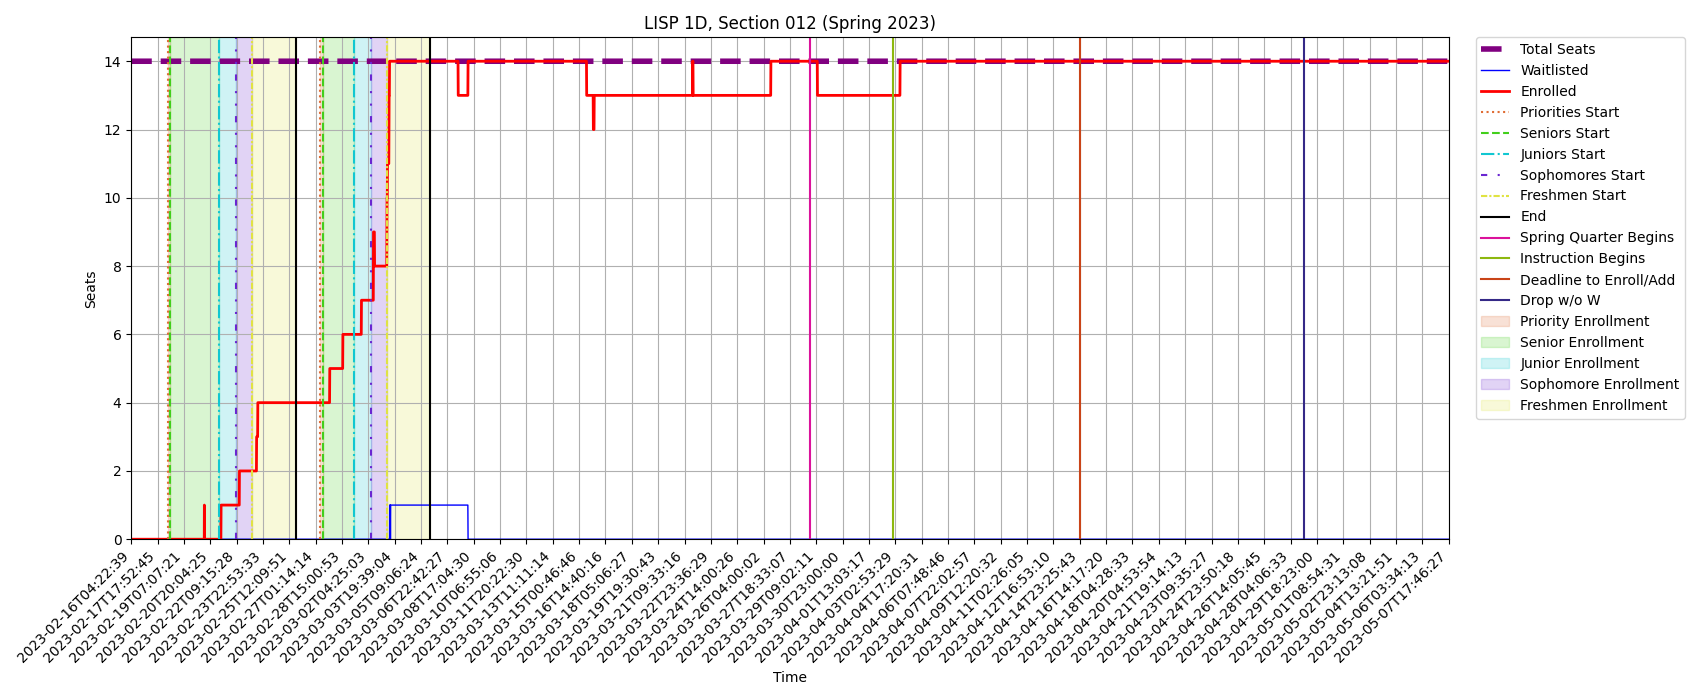 LISP 1D, Section 012 (Spring 2023)
Seats
14
12
10
8
6
4
2
0
2023-02-16T04:22:39
2023-02-17T17:52:45
2023-02-19T07:07:21
2023-02-20T20:04:25
2023-02-22T09:15:28
2023-02-23T22:53:33
2023-02-25T12:09:51
2023-02-27T01:14:14
2023-02-28T15:00:53
2023-03-02T04:25:03
2023-03-03T19:39:04
2023-03-05T09:06:24
2023-03-06T22:42:27
2023-03-08T17:04:30
2023-03-10T06:55:06
2023-03-11T20:22:30
2023-03-13T11:11:14
2023-03-15T00:46:46
2023-03-16T14:40:16
2023-03-18T05:06:27
2023-03-19T19:30:43
2023-03-21T09:33:16
2023-03-22T23:36:29
2023-03-24T14:00:26
2023-03-26T04:00:02
2023-03-27T18:33:07
2023-03-29T09:02:11
2023-03-30T23:00:00
2023-04-01T13:03:17
2023-04-03T02:53:29
2023-04-04T17:20:31
2023-04-06T07:48:46
2023-04-07T22:02:57
2023-04-09T12:20:32
2023-04-11T02:26:05
2023-04-12T16:53:10
2023-04-14T23:25:43
2023-04-16T14:17:20
2023-04-18T04:28:33
2023-04-20T04:53:54
2023-04-21T19:14:13
2023-04-23T09:35:27
2023-04-24T23:50:18
2023-04-26T14:05:45
2023-04-28T04:06:33
2023-04-29T18:23:00
2023-05-01T08:54:31
2023-05-02T23:13:08
2023-05-04T13:21:51
2023-05-06T03:34:13
2023-05-07T17:46:27
Time
Total Seats
Waitlisted
Enrolled
Priorities Start
Seniors Start
Juniors Start
Sophomores Start
Freshmen Start
End
Spring Quarter Begins
Instruction Begins
Deadline to Enroll/Add
Drop w/o W
Priority Enrollment
Senior Enrollment
Junior Enrollment
Sophomore Enrollment
Freshmen Enrollment